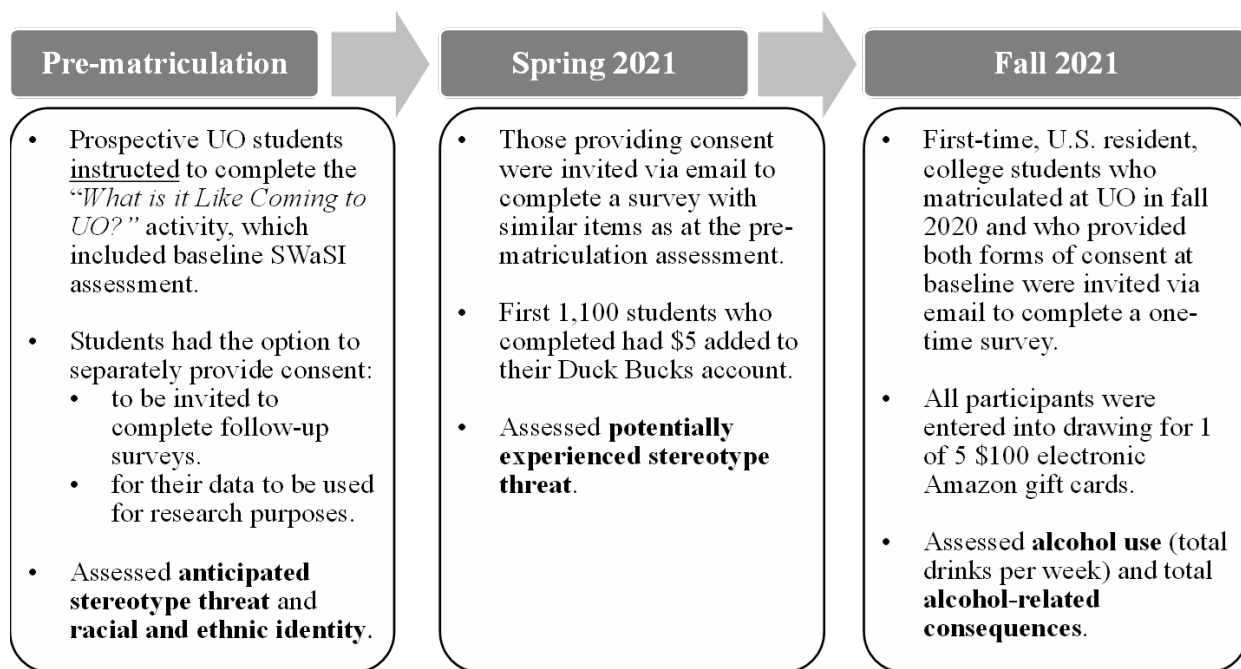 Pre-matriculation
• Prospective UO students
instructed to complete the
“What is it Like Coming to
UO?” activity, which
included baseline SWaSI
assessment.
• Students had the option to
separately provide consent:
• to be invited to
complete follow-up
surveys.
• for their data to be used
for research purposes.
• Assessed anticipated
stereotype threat and
racial and ethnic identity.
Spring 2021
• Those providing consent
were invited via email to
complete a survey with
similar items as at the pre-
matriculation assessment.
• First 1,100 students who
completed had $5 added to
their Duck Bucks account.
• Assessed potentially
experienced stereotype
threat.
Fall 2021
• First-time, U.S. resident,
college students who
matriculated at UO in fall
2020 and who provided
both forms of consent at
baseline were invited via
email to complete a one-
time survey.
• All participants were
entered into drawing for 1
of 5 $100 electronic
Amazon gift cards.
• Assessed alcohol use (total
drinks per week) and total
alcohol-related
consequences.